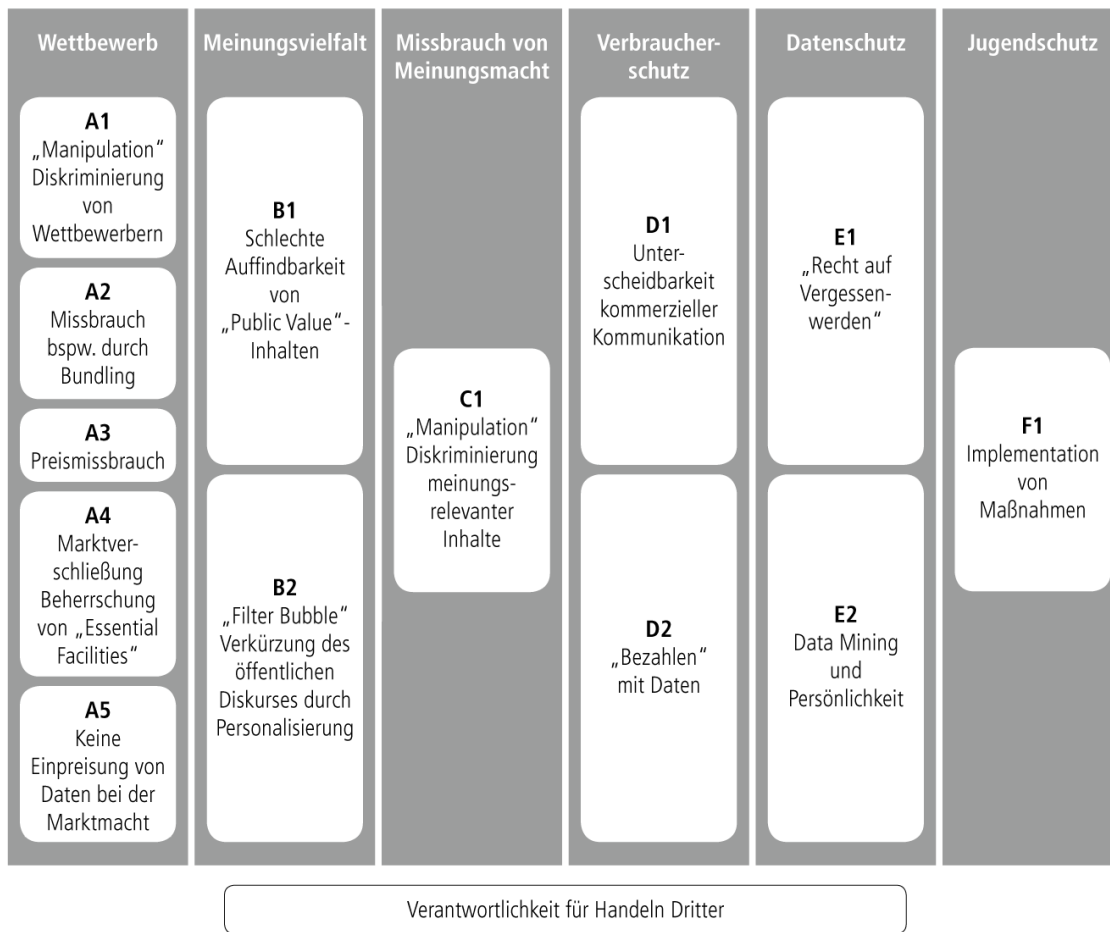 Wettbewerb
A1
„Manipulation“
Diskriminierung
von
Wettbewerbern
A2
Missbrauch
bspw. durch
Bundling
A3
Preismissbrauch
A4
Marktver-
schließung
Beherrschung
von „Essential
Facilities“
A5
Keine
Einpreisung von
Daten bei der
Marktmacht
Meinungsvielfalt
B1
Schlechte
Auffindbarkeit
von
„Public Value“-
Inhalten
B2
„Filter Bubble“
Verkürzung des
öffentlichen
Diskurses durch
Personalisierung
Missbrauch von
Meinungsmacht
C1
„Manipulation“
Diskriminierung
meinungs-
relevanter
Inhalte
Verbraucher-
schutz
D1
Unter-
scheidbarkeit
kommerzieller
Kommunikation
D2
„Bezahlen“
mit Daten
Datenschutz
E1
„Recht auf
Vergessen-
werden“
E2
Data Mining
und
Persönlichkeit
Jugendschutz
F1
Implementation
von
Maßnahmen
Verantwortlichkeit für Handeln Dritter